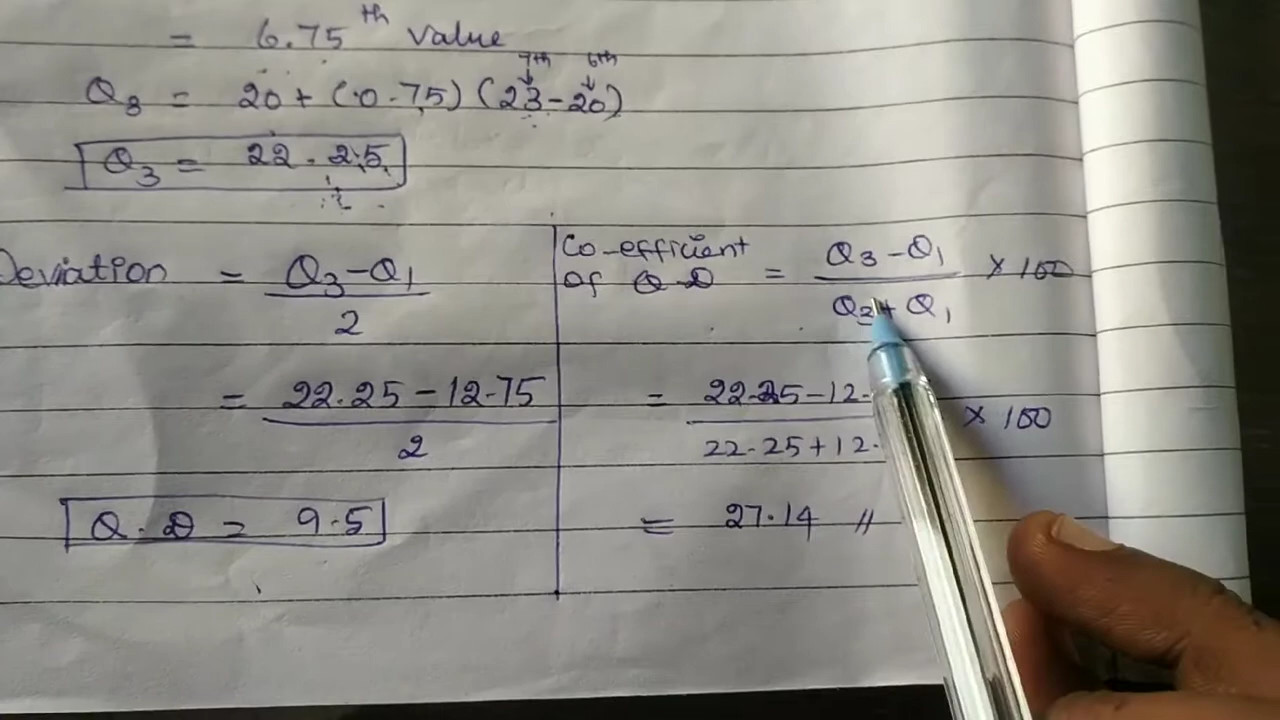 = 6.75th value
7th 6th
Q3 = 20 + (0.75) (23-20)
Q3 = 22.25
Deviation = Q3-Q1 / 2
= 22.25-12.75 / 2
Q.D = 9.5
Co-efficient of Q.D = Q3-Q1 / Q3+Q1 × 100
= 22.25-12. / 22.25+12. × 100
= 27.14 //